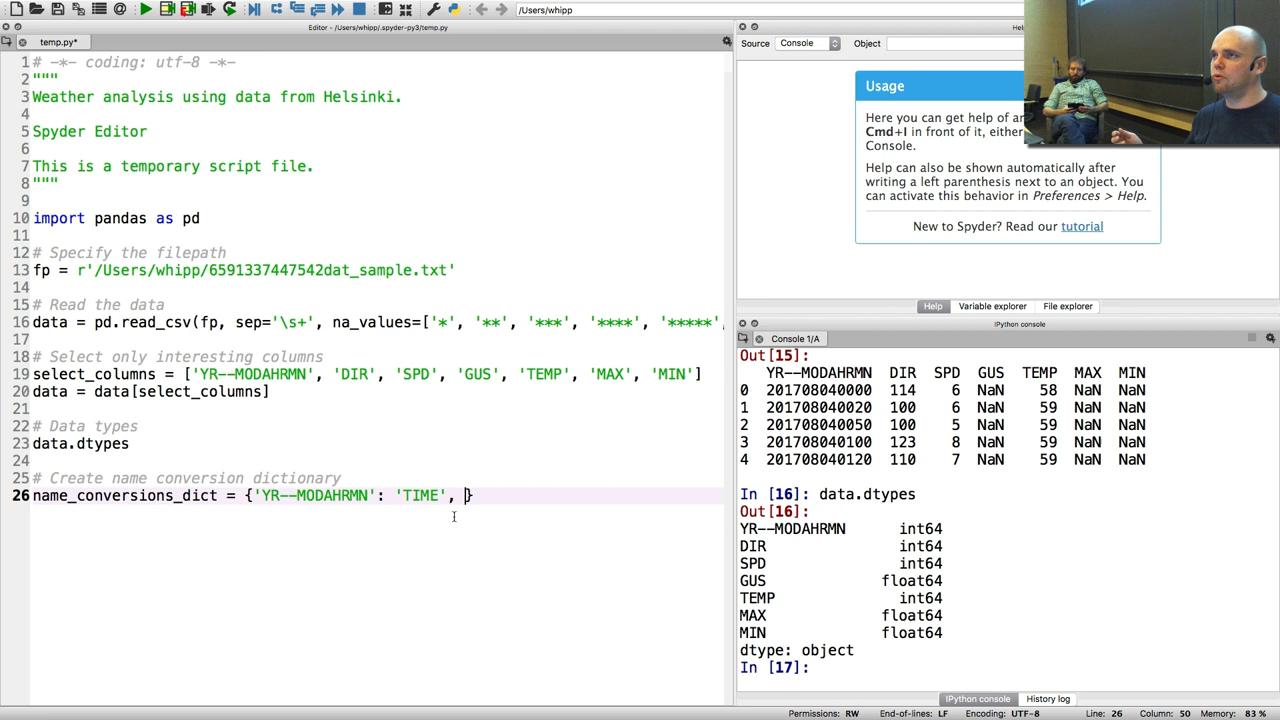 /Users/whipp
Editor - /Users/whipp/.spyder-py3/temp.py
temp.py*
1 # -*- coding: utf-8 -*-
2 """
3 Weather analysis using data from Helsinki.
4
5 Spyder Editor
6
7 This is a temporary script file.
8 """
9
10 import pandas as pd
11
12 # Specify the filepath
13 fp = r'/Users/whipp/6591337447542dat_sample.txt'
14
15 # Read the data
16 data = pd.read_csv(fp, sep='\s+', na_values=['*', '**', '***', '****', '*****',
17
18 # Select only interesting columns
19 select_columns = ['YR--MODAHRMN', 'DIR', 'SPD', 'GUS', 'TEMP', 'MAX', 'MIN']
20 data = data[select_columns]
21
22 # Data types
23 data.dtypes
24
25 # Create name conversion dictionary
26 name_conversions_dict = {'YR--MODAHRMN': 'TIME', }
Hel
Source Console Object
Usage
Here you can get help of an
Cmd+I in front of it, either
Console.
Help can also be shown automatically after
writing a left parenthesis next to an object. You
can activate this behavior in Preferences > Help.
New to Spyder? Read our tutorial
Help Variable explorer File explorer
IPython console
Console 1/A
Out[15]:
YR--MODAHRMN DIR SPD GUS TEMP MAX MIN
0 201708040000 114 6 NaN 58 NaN NaN
1 201708040020 100 6 NaN 59 NaN NaN
2 201708040050 100 5 NaN 59 NaN NaN
3 201708040100 123 8 NaN 59 NaN NaN
4 201708040120 110 7 NaN 59 NaN NaN
In [16]: data.dtypes
Out[16]:
YR--MODAHRMN int64
DIR int64
SPD int64
GUS float64
TEMP int64
MAX float64
MIN float64
dtype: object
In [17]:
IPython console History log
Permissions: RW End-of-lines: LF Encoding: UTF-8 Line: 26 Column: 50 Memory: 83 %